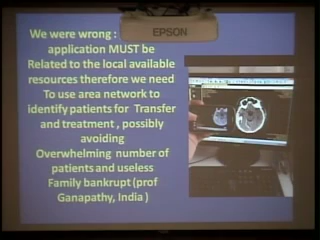 We were wrong :
EPSON
application MUST be
Related to the local available
resources therefore we need
To use area network to
identify patients for Transfer
and treatment , possibly
avoiding
Overwhelming number of
patients and useless
Family bankrupt (prof
Ganapathy, India )